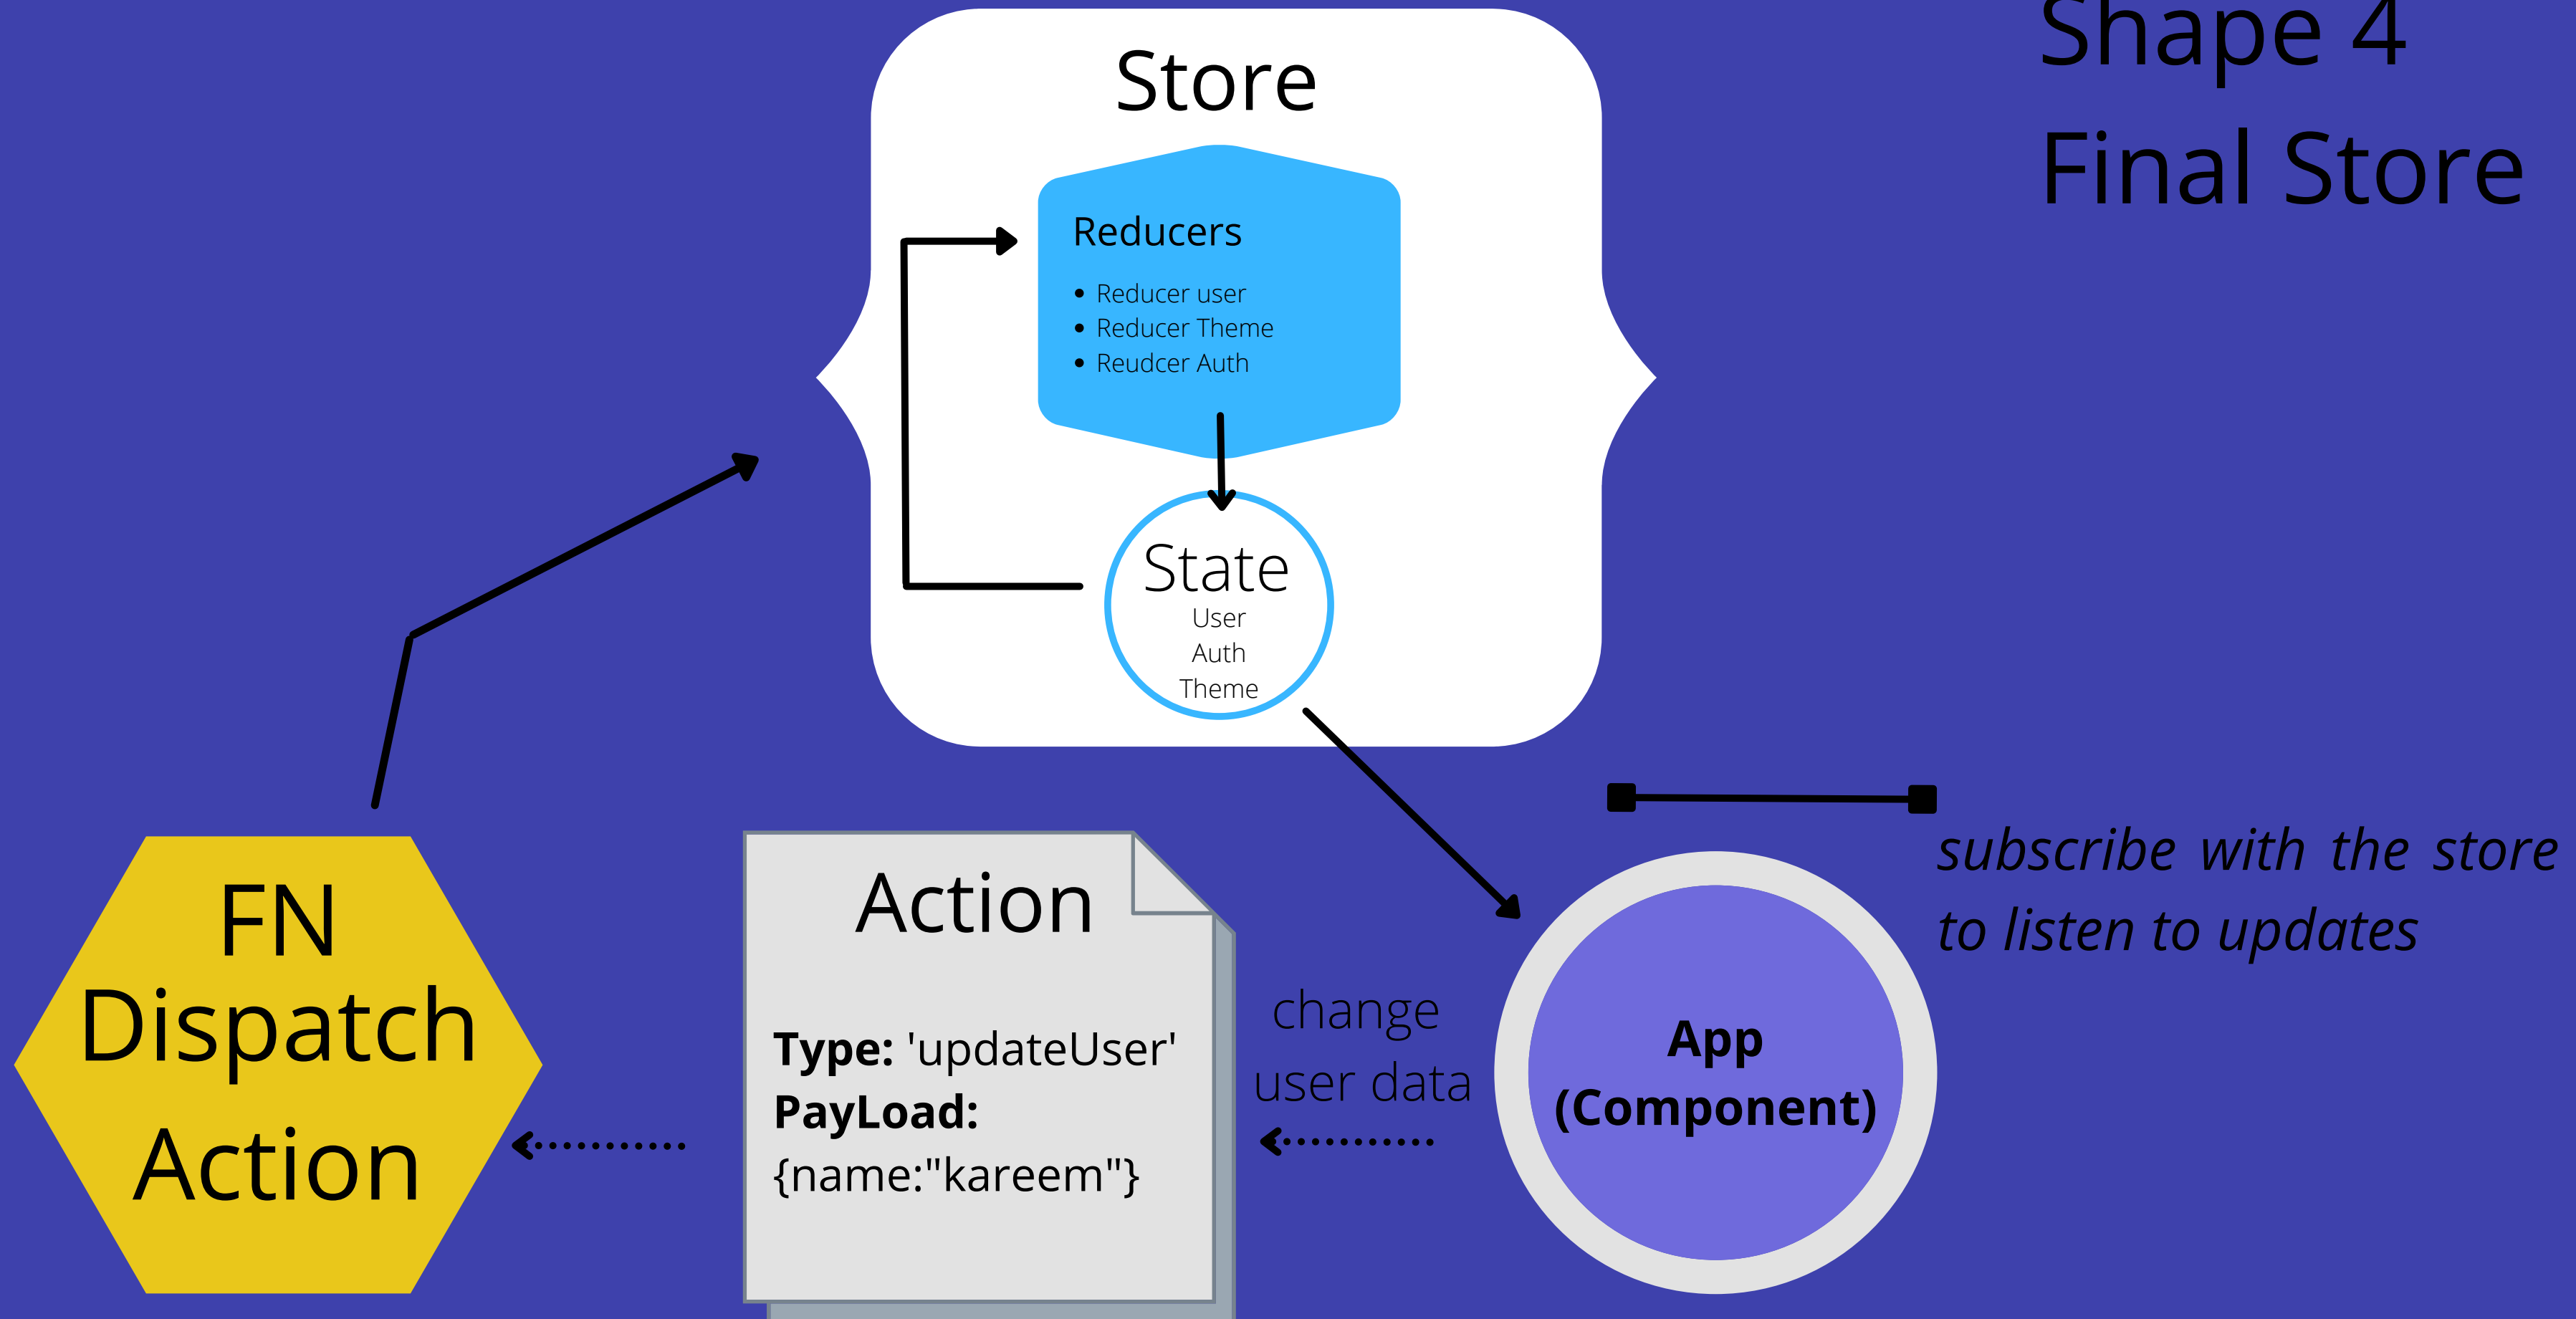 Shape 4
Final Store
Store
Reducers
• Reducer user
• Reducer Theme
• Reudcer Auth
State
User
Auth
Theme
FN
Dispatch
Action
Action
Type: 'updateUser'
PayLoad:
{name:"kareem"}
change
user data
App
(Component)
subscribe with the store
to listen to updates